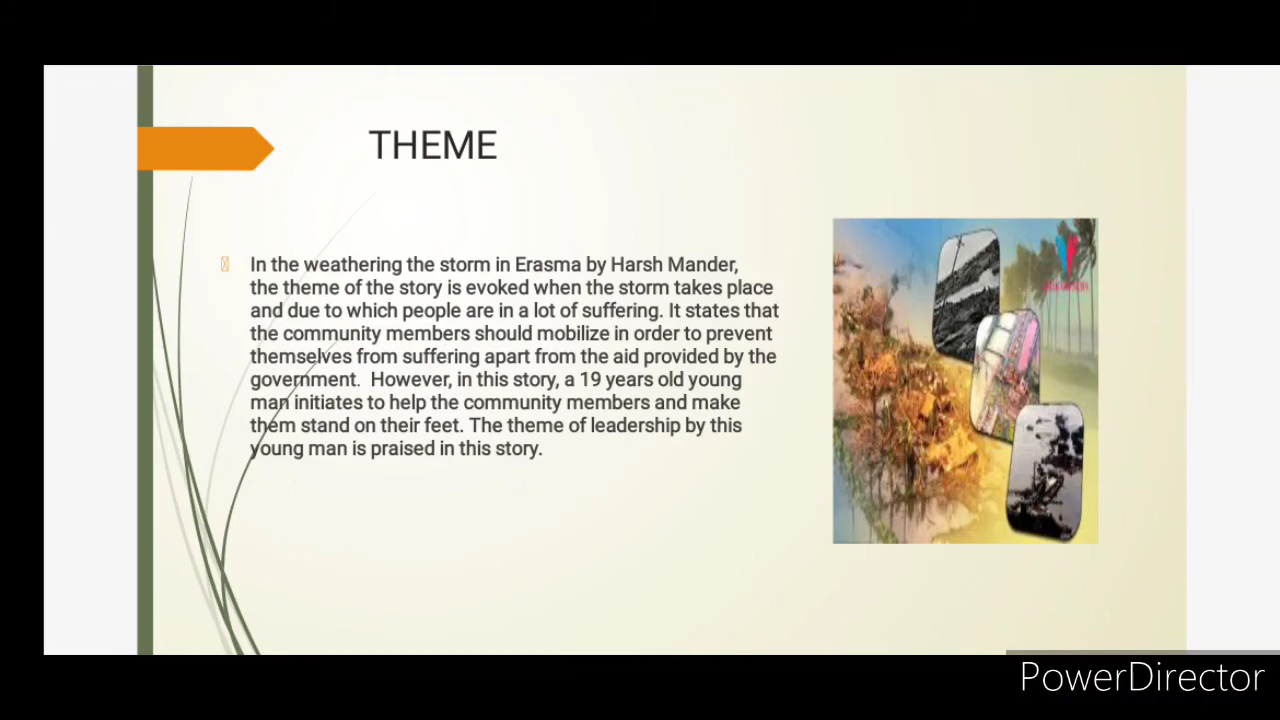 THEME
In the weathering the storm in Erasma by Harsh Mander,
the theme of the story is evoked when the storm takes place
and due to which people are in a lot of suffering. It states that
the community members should mobilize in order to prevent
themselves from suffering apart from the aid provided by the
government. However, in this story, a 19 years old young
man initiates to help the community members and make
them stand on their feet. The theme of leadership by this
young man is praised in this story.
PowerDirector